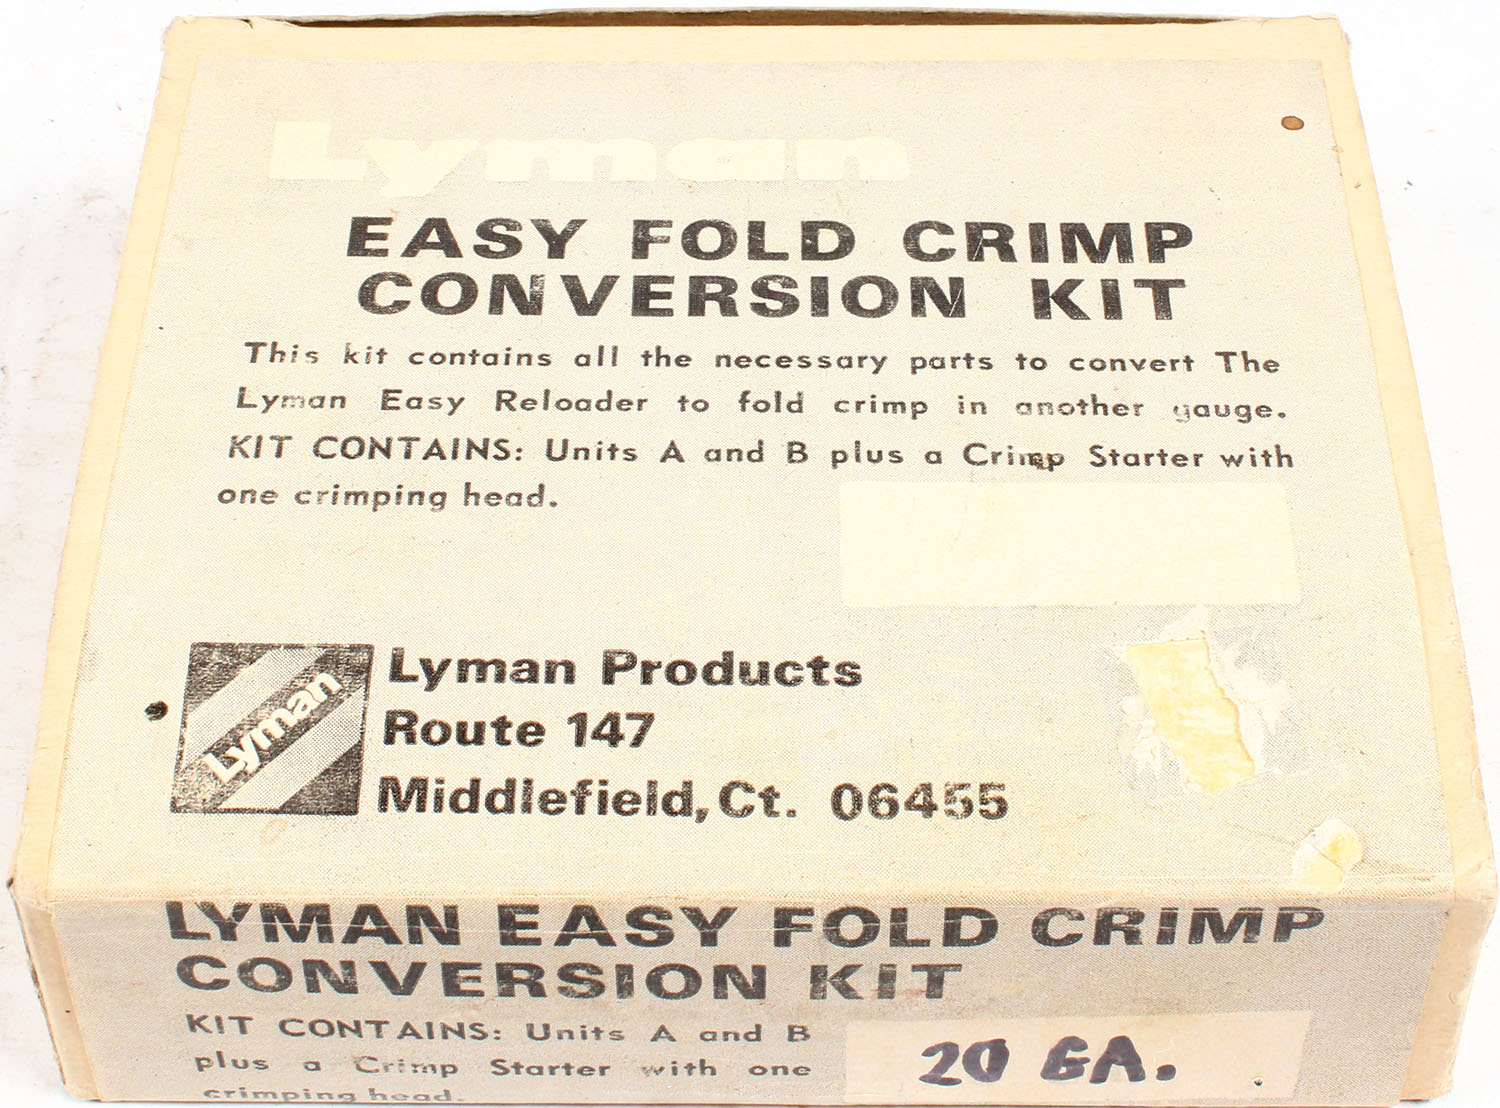 Lyman
EASY FOLD CRIMP
CONVERSION KIT
This kit contains all the necessary parts to convert The
Lyman Easy Reloader to fold crimp in another gauge.
KIT CONTAINS: Units A and B plus a Crimp Starter with
one crimping head.
Lyman
Lyman Products
Route 147
Middlefield, Ct. 06455
LYMAN EASY FOLD CRIMP
CONVERSION KIT
KIT CONTAINS: Units A and B
plus a Crimp Starter with one
crimping head.
20 GA.